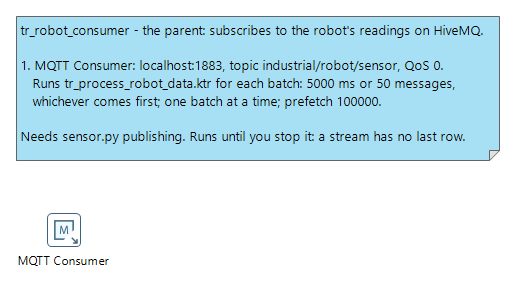 tr_robot_consumer - the parent: subscribes to the robot's readings on HiveMQ.
1. MQTT Consumer: localhost:1883, topic industrial/robot/sensor, QoS 0.
Runs tr_process_robot_data.ktr for each batch: 5000 ms or 50 messages,
whichever comes first; one batch at a time; prefetch 100000.
Needs sensor.py publishing. Runs until you stop it: a stream has no last row.
M
MQTT Consumer